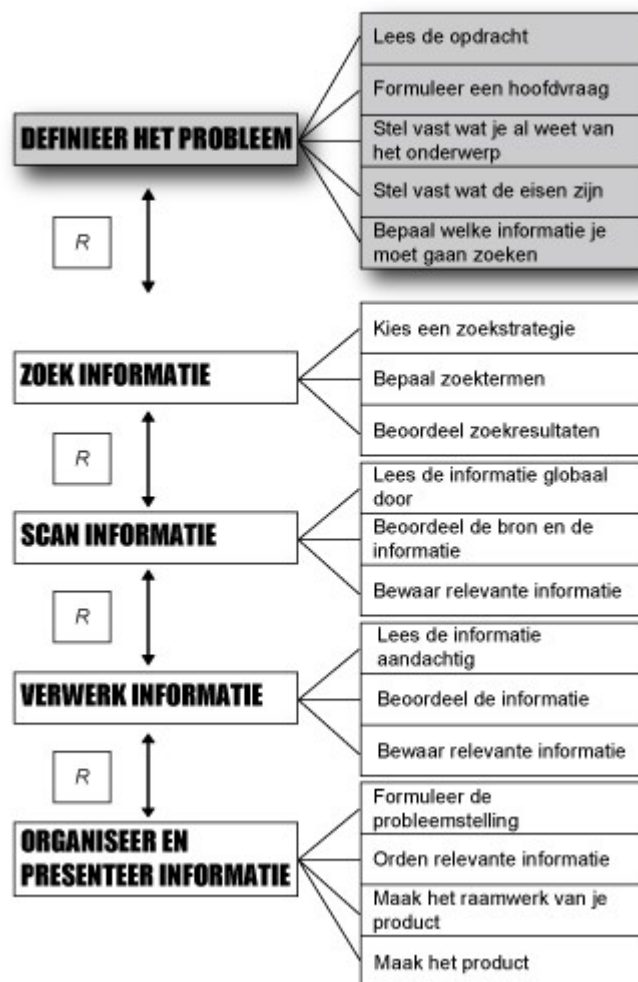 DEFINIEER HET PROBLEEM
Lees de opdracht
Formuleer een hoofdvraag
Stel vast wat je al weet van
het onderwerp
Stel vast wat de eisen zijn
Bepaal welke informatie je
moet gaan zoeken
R
ZOEK INFORMATIE
Kies een zoekstrategie
Bepaal zoektermen
Beoordeel zoekresultaten
R
SCAN INFORMATIE
Lees de informatie globaal
door
Beoordeel de bron en de
informatie
Bewaar relevante informatie
R
VERWERK INFORMATIE
Lees de informatie
aandachtig
Beoordeel de informatie
Bewaar relevante informatie
R
ORGANISEER EN
PRESENTEER INFORMATIE
Formuleer de
probleemstelling
Orden relevante informatie
Maak het raamwerk van je
product
Maak het product